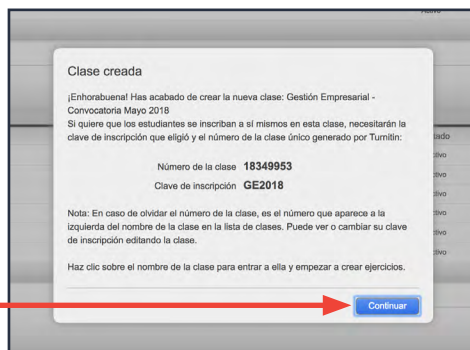 Clase creada
¡Enhorabuena! Has acabado de crear la nueva clase: Gestión Empresarial -
Convocatoria Mayo 2018
Si quiere que los estudiantes se inscriban a sí mismos en esta clase, necesitarán la
clave de inscripción que eligió y el número de la clase único generado por Turnitin:
Número de la clase 18349953
Clave de inscripción GE2018
Nota: En caso de olvidar el número de la clase, es el número que aparece a la
izquierda del nombre de la clase en la lista de clases. Puede ver o cambiar su clave
de inscripción editando la clase.
Haz clic sobre el nombre de la clase para entrar a ella y empezar a crear ejercicios.
Continuar